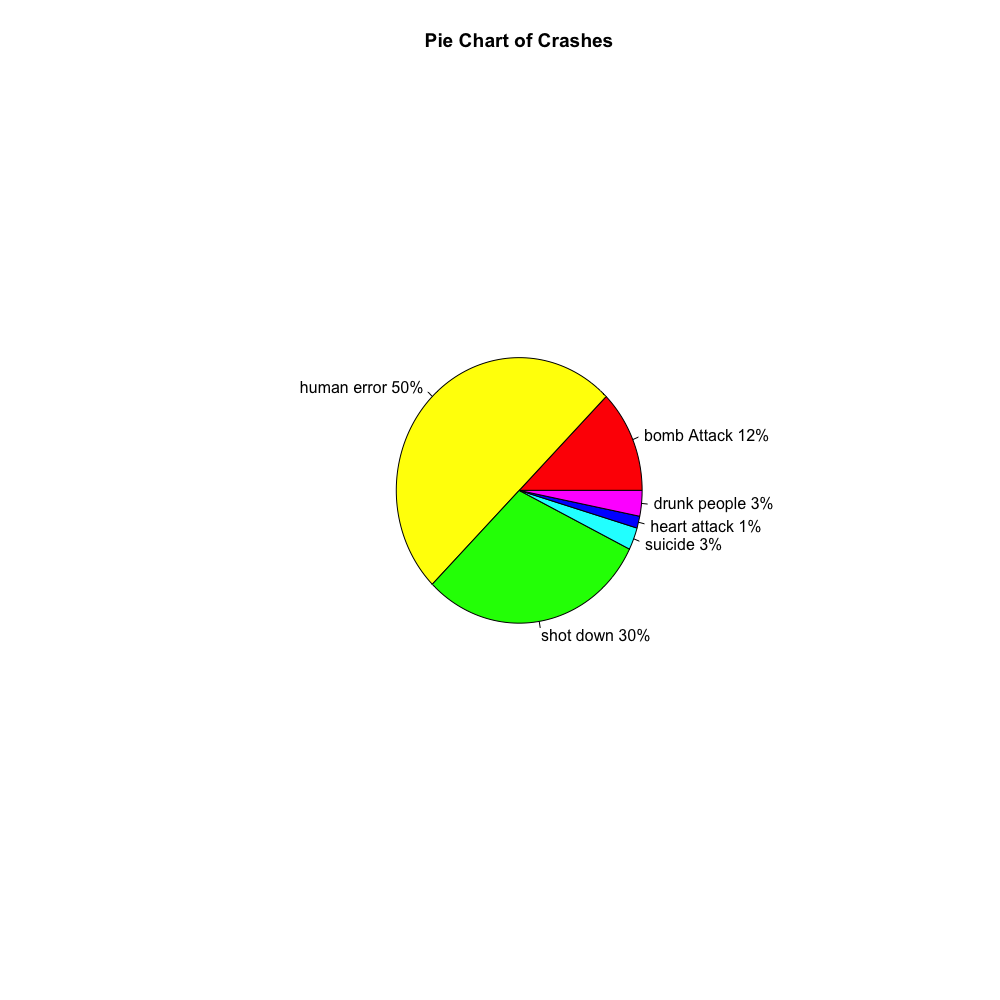 Pie Chart of Crashes
human error 50%
bomb Attack 12%
drunk people 3%
heart attack 1%
suicide 3%
shot down 30%